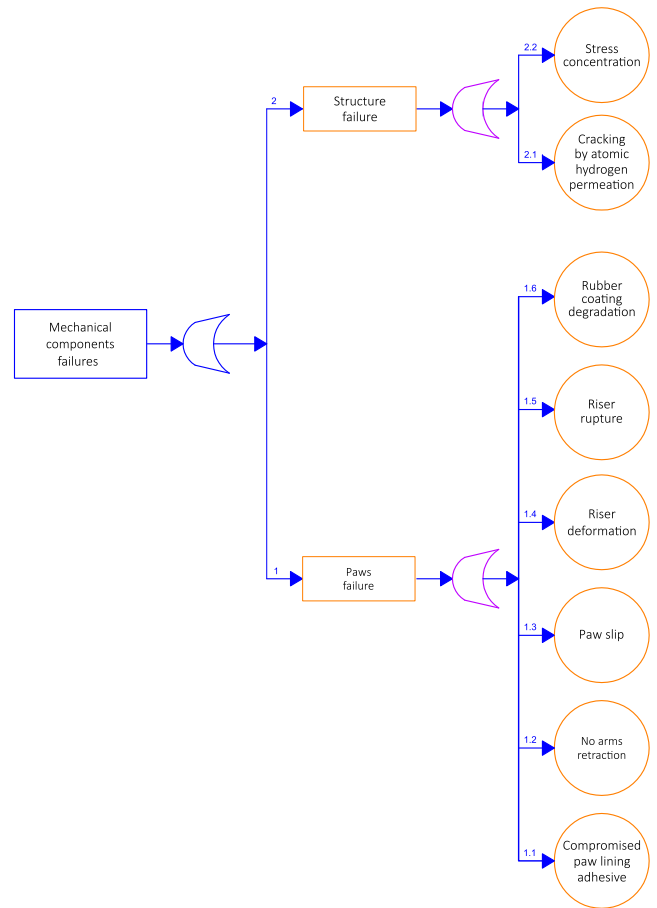 2.2
Stress
concentration
2
Structure
failure
2.1
Cracking
by atomic
hydrogen
permeation
1.6
Rubber
coating
degradation
Mechanical
components
failures
1.5
Riser
rupture
1.4
Riser
deformation
1
Paws
failure
1.3
Paw slip
1.2
No arms
retraction
1.1
Compromised
paw lining
adhesive